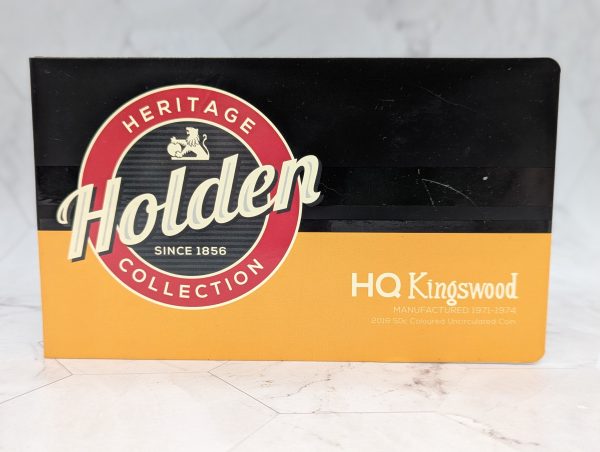 HERITAGE
Holden
SINCE 1856
COLLECTION
HQ Kingswood
MANUFACTURED 1971-1974
2016 50c Coloured Uncirculated Coin